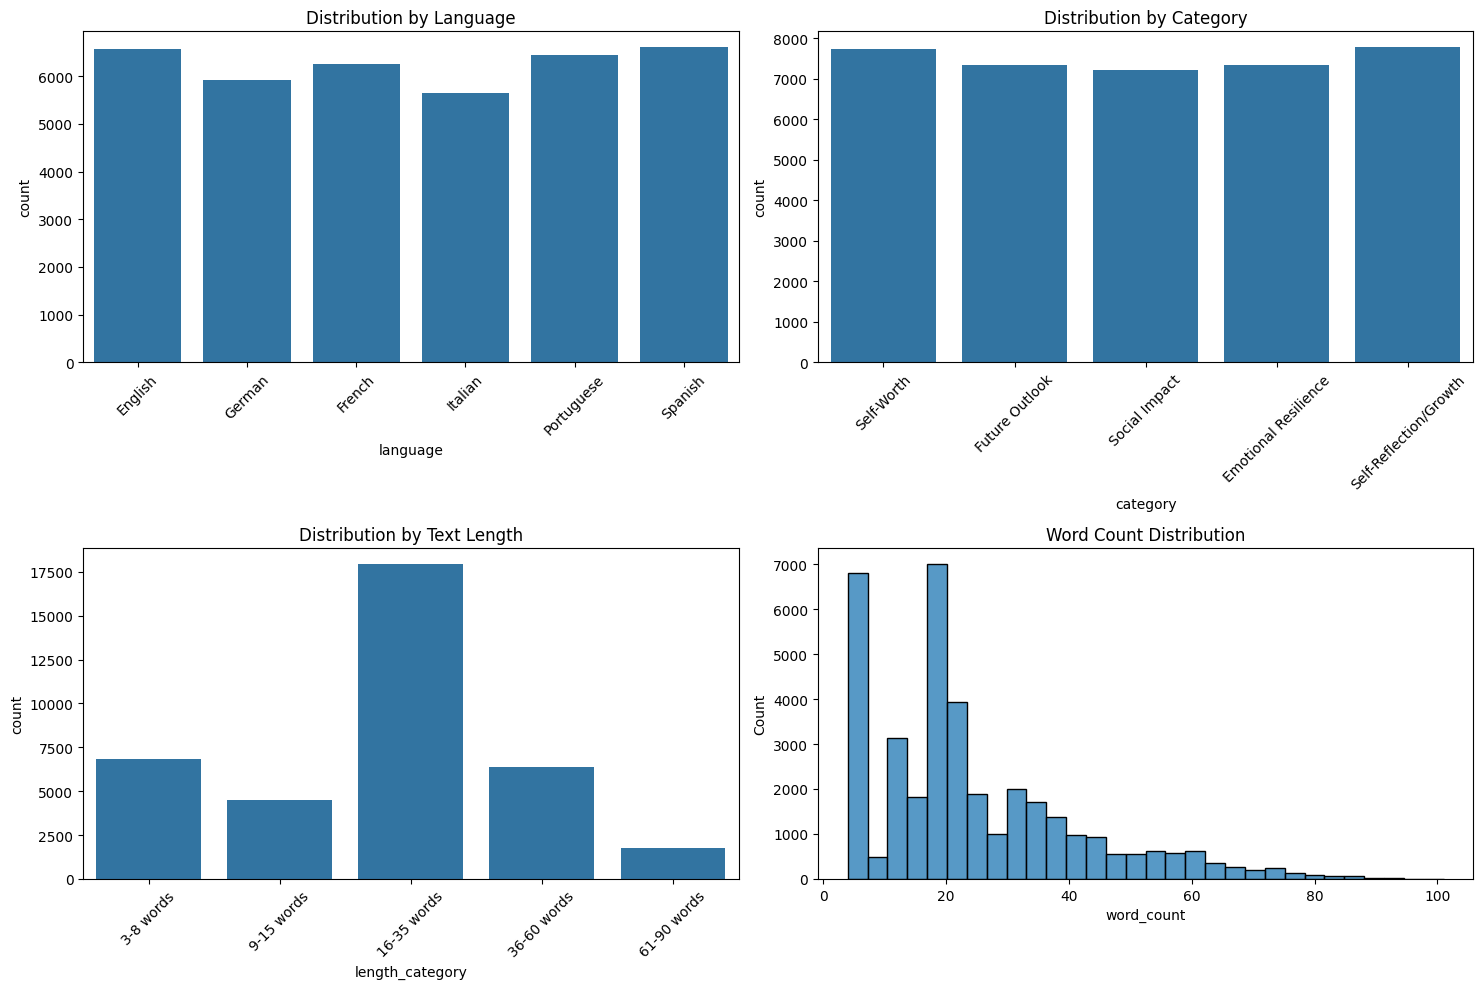 Distribution by Language
6000
5000
4000
3000
2000
1000
0
count
English
German
French
Italian
Portuguese
Spanish
language
Distribution by Category
8000
7000
6000
5000
4000
3000
2000
1000
0
count
Self-Worth
Future Outlook
Social Impact
Emotional Resilience
Self-Reflection/Growth
category
Distribution by Text Length
17500
15000
12500
10000
7500
5000
2500
0
count
3-8 words
9-15 words
16-35 words
36-60 words
61-90 words
length_category
Word Count Distribution
7000
6000
5000
4000
3000
2000
1000
0
Count
0
20
40
60
80
100
word_count